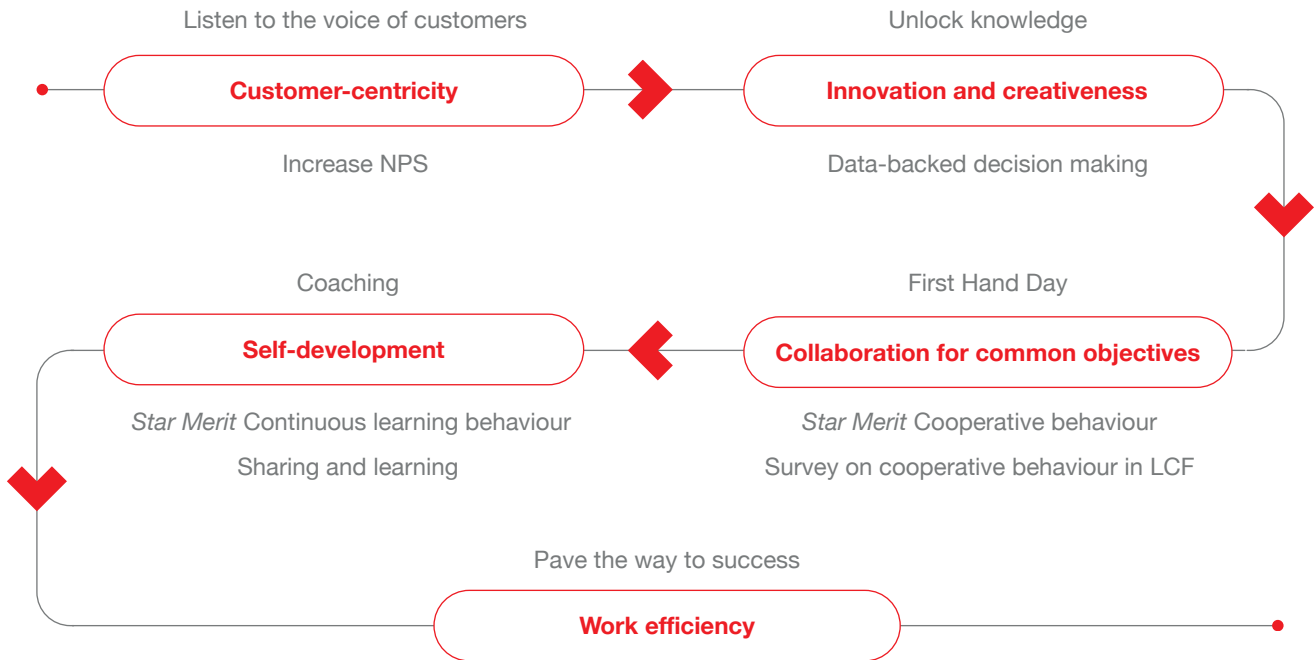 Listen to the voice of customers
Customer-centricity
Increase NPS
Unlock knowledge
Innovation and creativeness
Data-backed decision making
First Hand Day
Collaboration for common objectives
Star Merit Cooperative behaviour
Survey on cooperative behaviour in LCF
Coaching
Self-development
Star Merit Continuous learning behaviour
Sharing and learning
Pave the way to success
Work efficiency